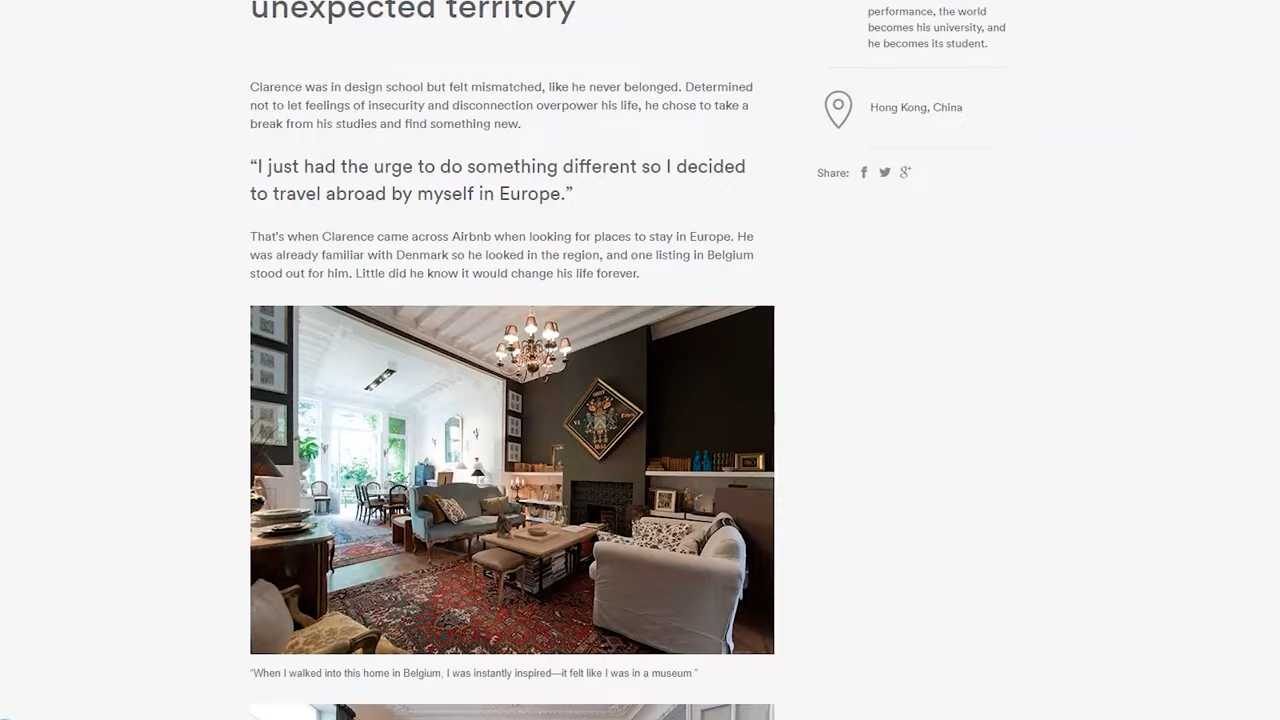 unexpected territory
Clarence was in design school but felt mismatched, like he never belonged. Determined
not to let feelings of insecurity and disconnection overpower his life, he chose to take a
break from his studies and find something new.
“I just had the urge to do something different so I decided
to travel abroad by myself in Europe.”
That's when Clarence came across Airbnb when looking for places to stay in Europe. He
was already familiar with Denmark so he looked in the region, and one listing in Belgium
stood out for him. Little did he know it would change his life forever.
“When I walked into this home in Belgium, I was instantly inspired—it felt like I was in a museum.”
performance, the world
becomes his university, and
he becomes its student.
Hong Kong, China
Share: